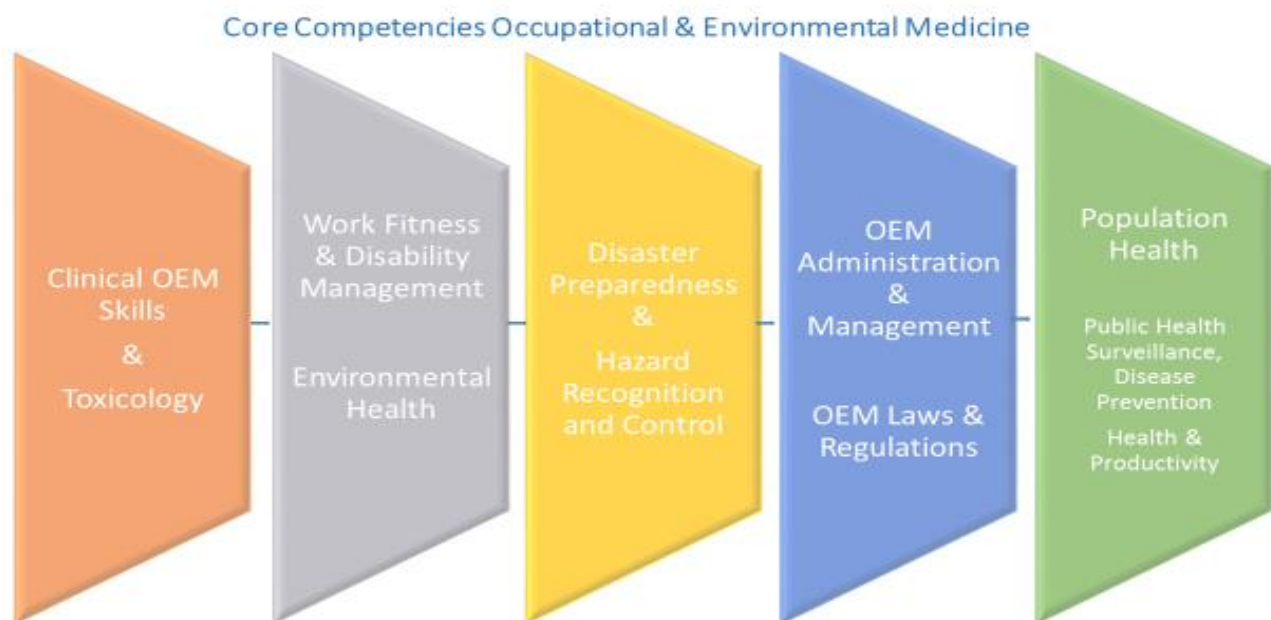 Core Competencies Occupational & Environmental Medicine
Clinical OEM
Skills
&
Toxicology
Work Fitness
& Disability
Management
Environmental
Health
Disaster
Preparedness
&
Hazard
Recognition
and Control
OEM
Administration
&
Management
OEM Laws &
Regulations
Population
Health
Public Health
Surveillance,
Disease
Prevention
Health &
Productivity